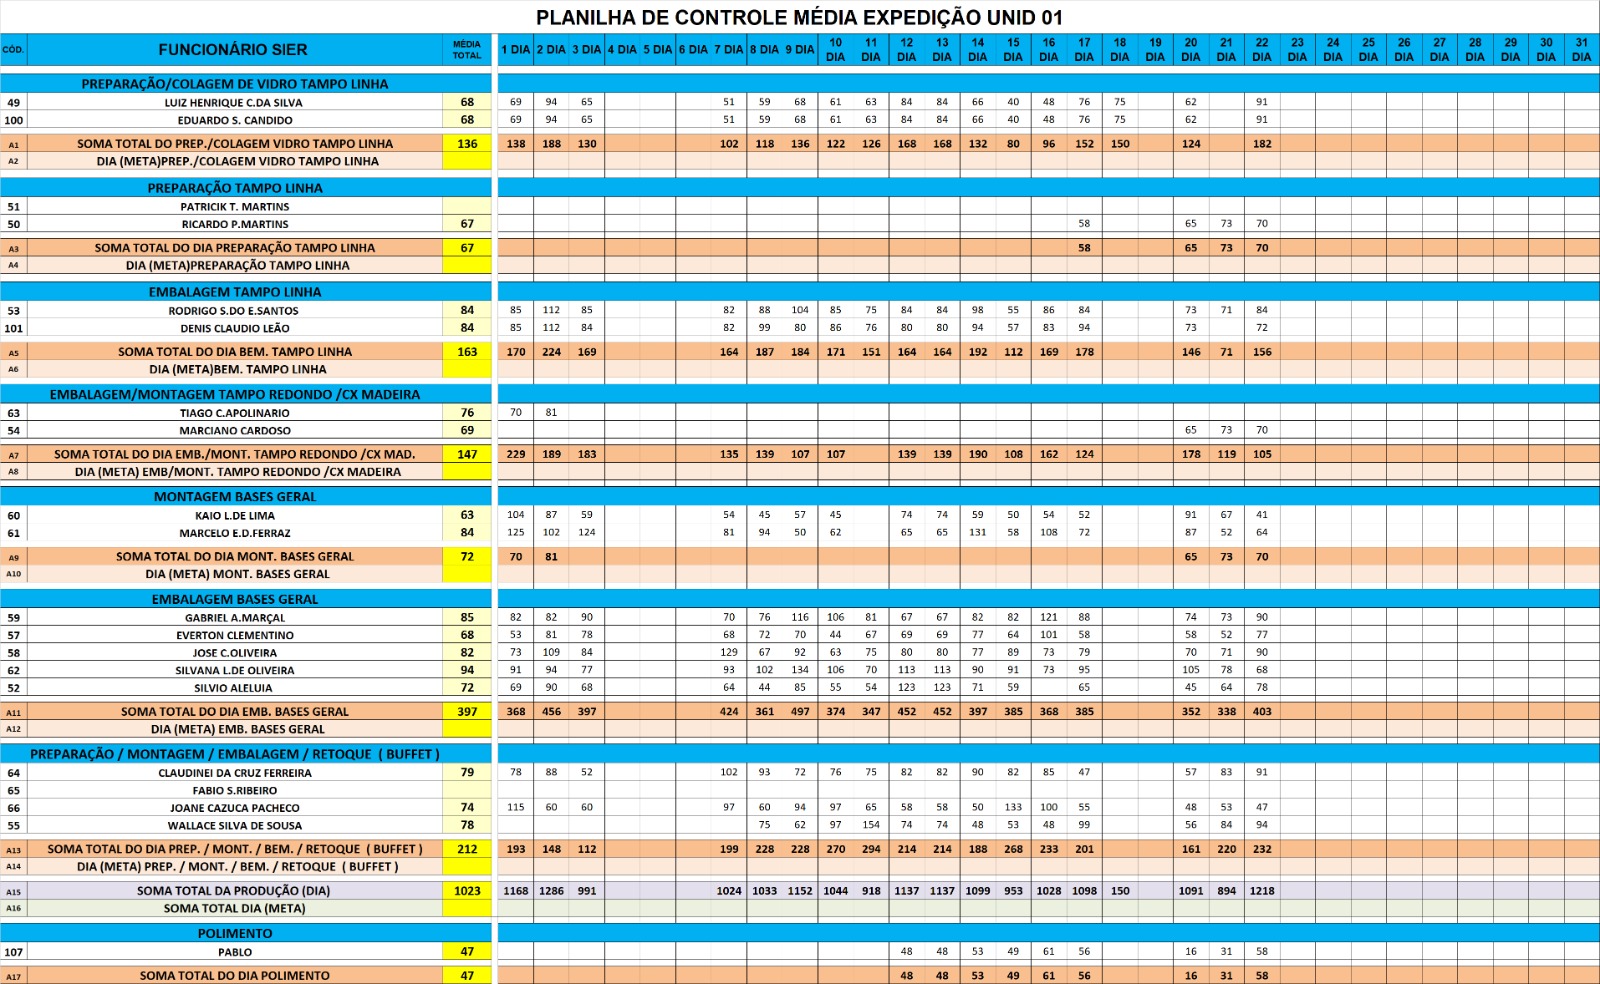 PLANILHA DE CONTROLE MÉDIA EXPEDIÇÃO UNID 01
CÓD. FUNCIONÁRIO SIER MÉDIA TOTAL 1 DIA 2 DIA 3 DIA 4 DIA 5 DIA 6 DIA 7 DIA 8 DIA 9 DIA 10 DIA 11 DIA 12 DIA 13 DIA 14 DIA 15 DIA 16 DIA 17 DIA 18 DIA 19 DIA 20 DIA 21 DIA 22 DIA 23 DIA 24 DIA 25 DIA 26 DIA 27 DIA 28 DIA 29 DIA 30 DIA 31 DIA
PREPARAÇÃO/COLAGEM DE VIDRO TAMPO LINHA
49 LUIZ HENRIQUE C.DA SILVA 68 69 94 65 51 59 68 61 63 84 84 66 40 48 76 75 62 91
100 EDUARDO S. CANDIDO 68 69 94 65 51 59 68 61 63 84 84 66 40 48 76 75 62 91
A1 SOMA TOTAL DO PREP./COLAGEM VIDRO TAMPO LINHA 136 138 188 130 102 118 136 122 126 168 168 132 80 96 152 150 124 182
A2 DIA (META)PREP./COLAGEM VIDRO TAMPO LINHA
PREPARAÇÃO TAMPO LINHA
51 PATRICIK T. MARTINS
50 RICARDO P.MARTINS 67 58 65 73 70
A3 SOMA TOTAL DO DIA PREPARAÇÃO TAMPO LINHA 67 58 65 73 70
A4 DIA (META)PREPARAÇÃO TAMPO LINHA
EMBALAGEM TAMPO LINHA
53 RODRIGO S.DO E.SANTOS 84 85 112 85 82 88 104 85 75 84 84 98 55 86 84 73 71 84
101 DENIS CLAUDIO LEÃO 84 85 112 84 82 99 80 86 76 80 80 94 57 83 94 73 72
A5 SOMA TOTAL DO DIA BEM. TAMPO LINHA 163 170 224 169 164 187 184 171 151 164 164 192 112 169 178 146 71 156
A6 DIA (META)BEM. TAMPO LINHA
EMBALAGEM/MONTAGEM TAMPO REDONDO /CX MADEIRA
63 TIAGO C.APOLINARIO 76 70 81
54 MARCIANO CARDOSO 69 65 73 70
A7 SOMA TOTAL DO DIA EMB./MONT. TAMPO REDONDO /CX MAD. 147 229 189 183 135 139 107 107 139 139 190 108 162 124 178 119 105
A8 DIA (META) EMB/MONT. TAMPO REDONDO /CX MADEIRA
MONTAGEM BASES GERAL
60 KAIO L.DE LIMA 63 104 87 59 54 45 57 45 74 74 59 50 54 52 91 67 41
61 MARCELO E.D.FERRAZ 84 125 102 124 81 94 50 62 65 65 131 58 108 72 87 52 64
A9 SOMA TOTAL DO DIA MONT. BASES GERAL 72 70 81 65 73 70
A10 DIA (META) MONT. BASES GERAL
EMBALAGEM BASES GERAL
59 GABRIEL A.MARÇAL 85 82 82 90 70 76 116 106 81 67 67 82 82 121 88 74 73 90
57 EVERTON CLEMENTINO 68 53 81 78 68 72 70 44 67 69 69 77 64 101 58 58 52 77
58 JOSE C.OLIVEIRA 82 73 109 84 129 67 92 63 75 80 80 77 89 73 79 70 71 90
62 SILVANA L.DE OLIVEIRA 94 91 94 77 93 102 134 106 70 113 113 90 91 73 95 105 78 68
52 SILVIO ALELUIA 72 69 90 68 64 44 85 55 54 123 123 71 59 65 45 64 78
A11 SOMA TOTAL DO DIA EMB. BASES GERAL 397 368 456 397 424 361 497 374 347 452 452 397 385 368 385 352 338 403
A12 DIA (META) EMB. BASES GERAL
PREPARAÇÃO / MONTAGEM / EMBALAGEM / RETOQUE ( BUFFET )
64 CLAUDINEI DA CRUZ FERREIRA 79 78 88 52 102 93 72 76 75 82 82 90 82 85 47 57 83 91
65 FABIO S.RIBEIRO
66 JOANE CAZUCA PACHECO 74 115 60 60 97 60 94 97 65 58 58 50 133 100 55 48 53 47
55 WALLACE SILVA DE SOUSA 78 75 62 97 154 74 74 48 53 48 99 56 84 94
A13 SOMA TOTAL DO DIA PREP. / MONT. / BEM. / RETOQUE ( BUFFET ) 212 193 148 112 199 228 228 270 294 214 214 188 268 233 201 161 220 232
A14 DIA (META) PREP. / MONT. / BEM. / RETOQUE ( BUFFET )
A15 SOMA TOTAL DA PRODUÇÃO (DIA) 1023 1168 1286 991 1024 1033 1152 1044 918 1137 1137 1099 953 1028 1098 150 1091 894 1218
A16 SOMA TOTAL DIA (META)
POLIMENTO
107 PABLO 47 48 48 53 49 61 56 16 31 58
A17 SOMA TOTAL DO DIA POLIMENTO 47 48 48 53 49 61 56 16 31 58